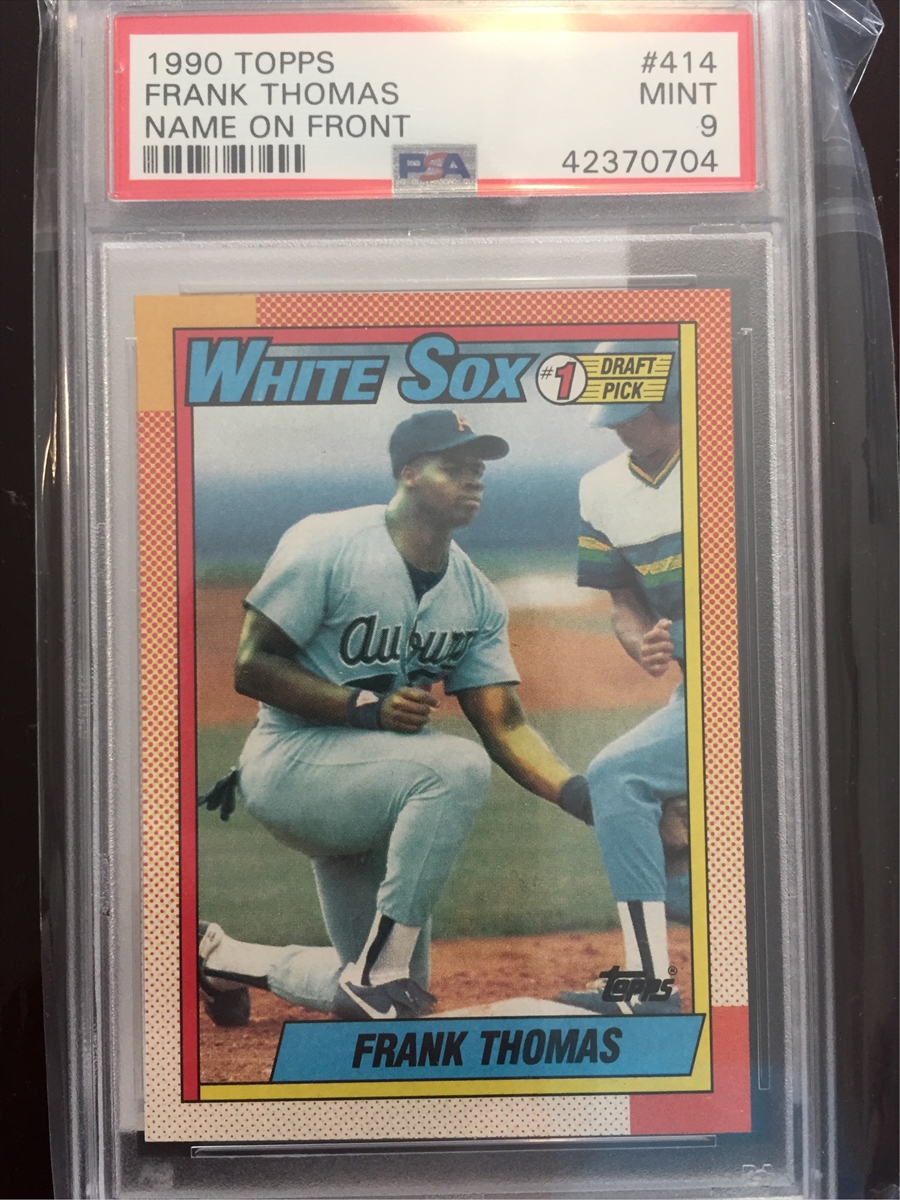 1990 TOPPS #414
FRANK THOMAS MINT
NAME ON FRONT 9
PSA 42370704
WHITE SOX #1 DRAFT PICK
A
Auburn
topps®
FRANK THOMAS